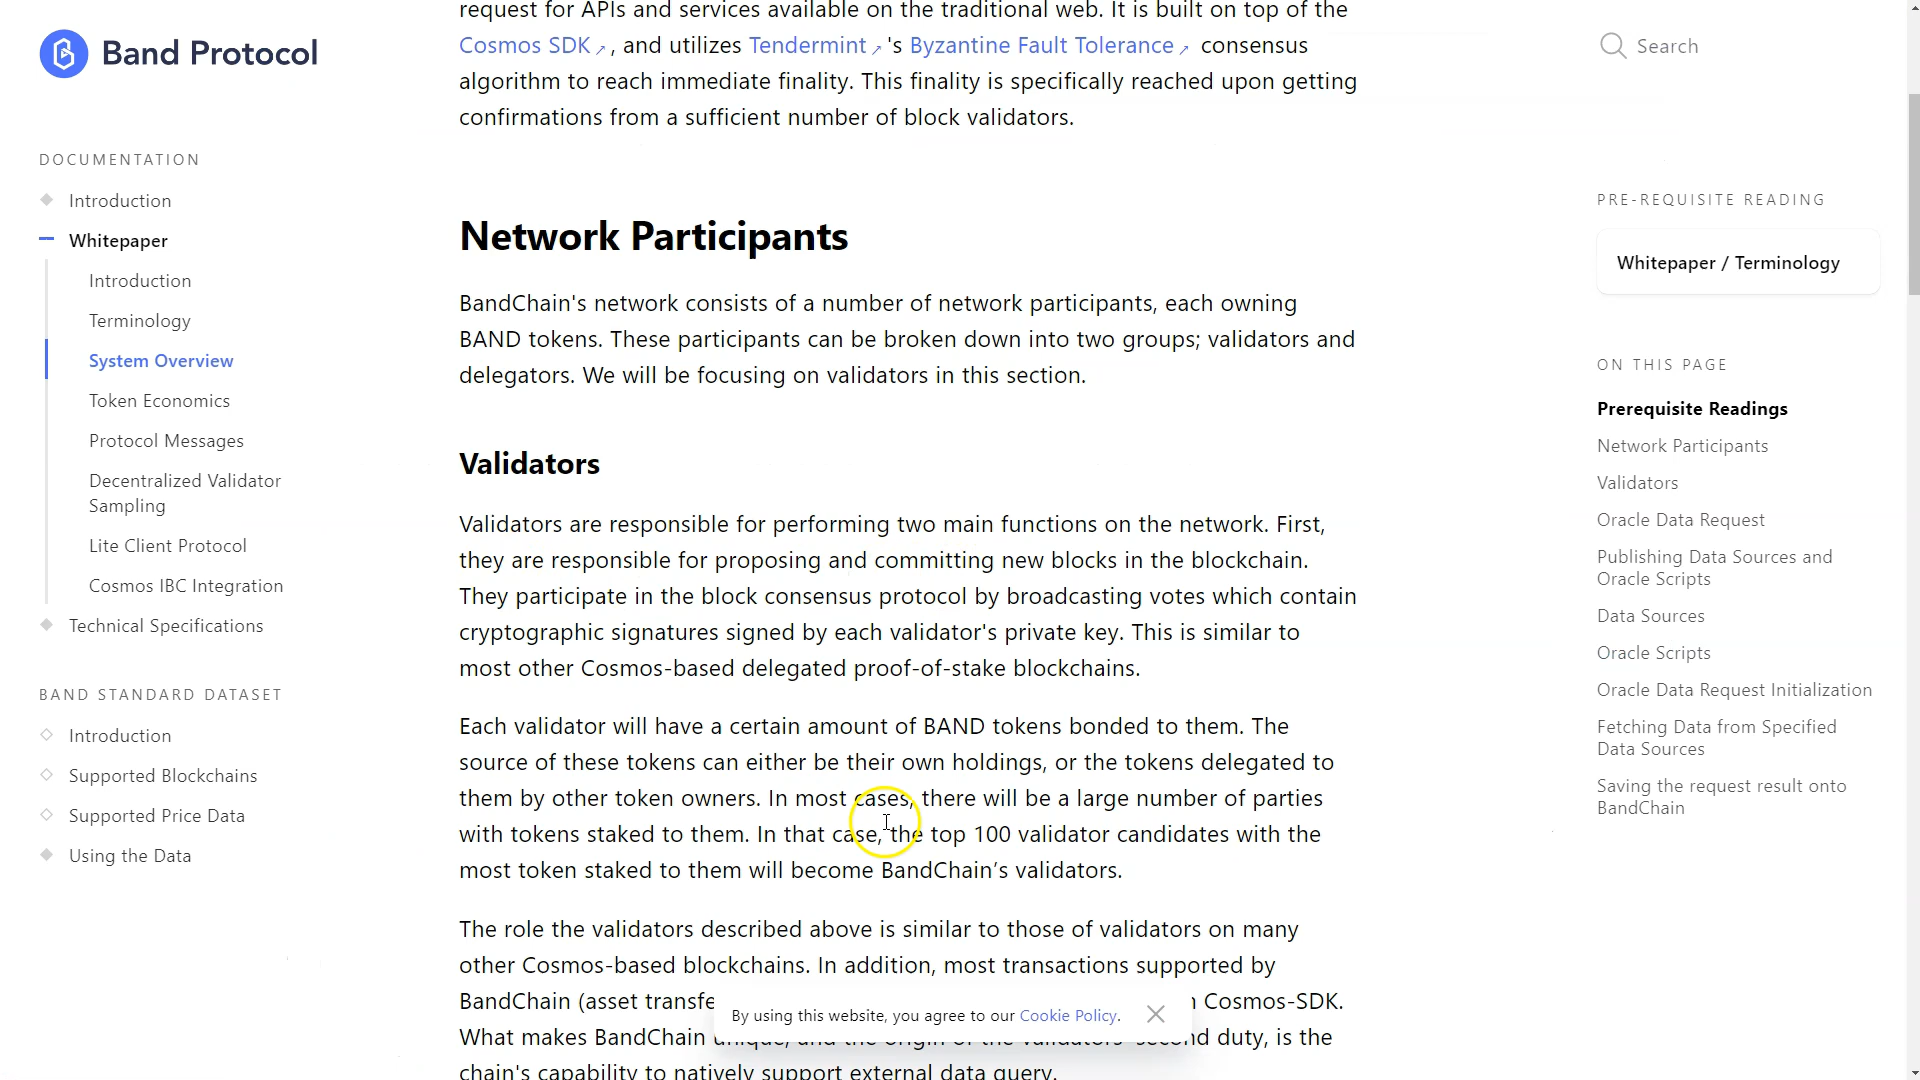 Band Protocol
DOCUMENTATION
Introduction
Whitepaper
Introduction
Terminology
System Overview
Token Economics
Protocol Messages
Decentralized Validator
Sampling
Lite Client Protocol
Cosmos IBC Integration
Technical Specifications
BAND STANDARD DATASET
Introduction
Supported Blockchains
Supported Price Data
Using the Data
request for APIs and services available on the traditional web. It is built on top of the
Cosmos SDK↗, and utilizes Tendermint↗'s Byzantine Fault Tolerance↗ consensus
algorithm to reach immediate finality. This finality is specifically reached upon getting
confirmations from a sufficient number of block validators.
Network Participants
BandChain's network consists of a number of network participants, each owning
BAND tokens. These participants can be broken down into two groups; validators and
delegators. We will be focusing on validators in this section.
Validators
Validators are responsible for performing two main functions on the network. First,
they are responsible for proposing and committing new blocks in the blockchain.
They participate in the block consensus protocol by broadcasting votes which contain
cryptographic signatures signed by each validator's private key. This is similar to
most other Cosmos-based delegated proof-of-stake blockchains.
Each validator will have a certain amount of BAND tokens bonded to them. The
source of these tokens can either be their own holdings, or the tokens delegated to
them by other token owners. In most cases, there will be a large number of parties
with tokens staked to them. In that case, the top 100 validator candidates with the
most token staked to them will become BandChain’s validators.
The role the validators described above is similar to those of validators on many
other Cosmos-based blockchains. In addition, most transactions supported by
BandChain (asset Cosmos-SDK.
What makes BandChain duty, is the
chain's capability to natively support external data query.
By using this website, you agree to our Cookie Policy.
Search
PRE-REQUISITE READING
Whitepaper / Terminology
ON THIS PAGE
Prerequisite Readings
Network Participants
Validators
Oracle Data Request
Publishing Data Sources and
Oracle Scripts
Data Sources
Oracle Scripts
Oracle Data Request Initialization
Fetching Data from Specified
Data Sources
Saving the request result onto
BandChain